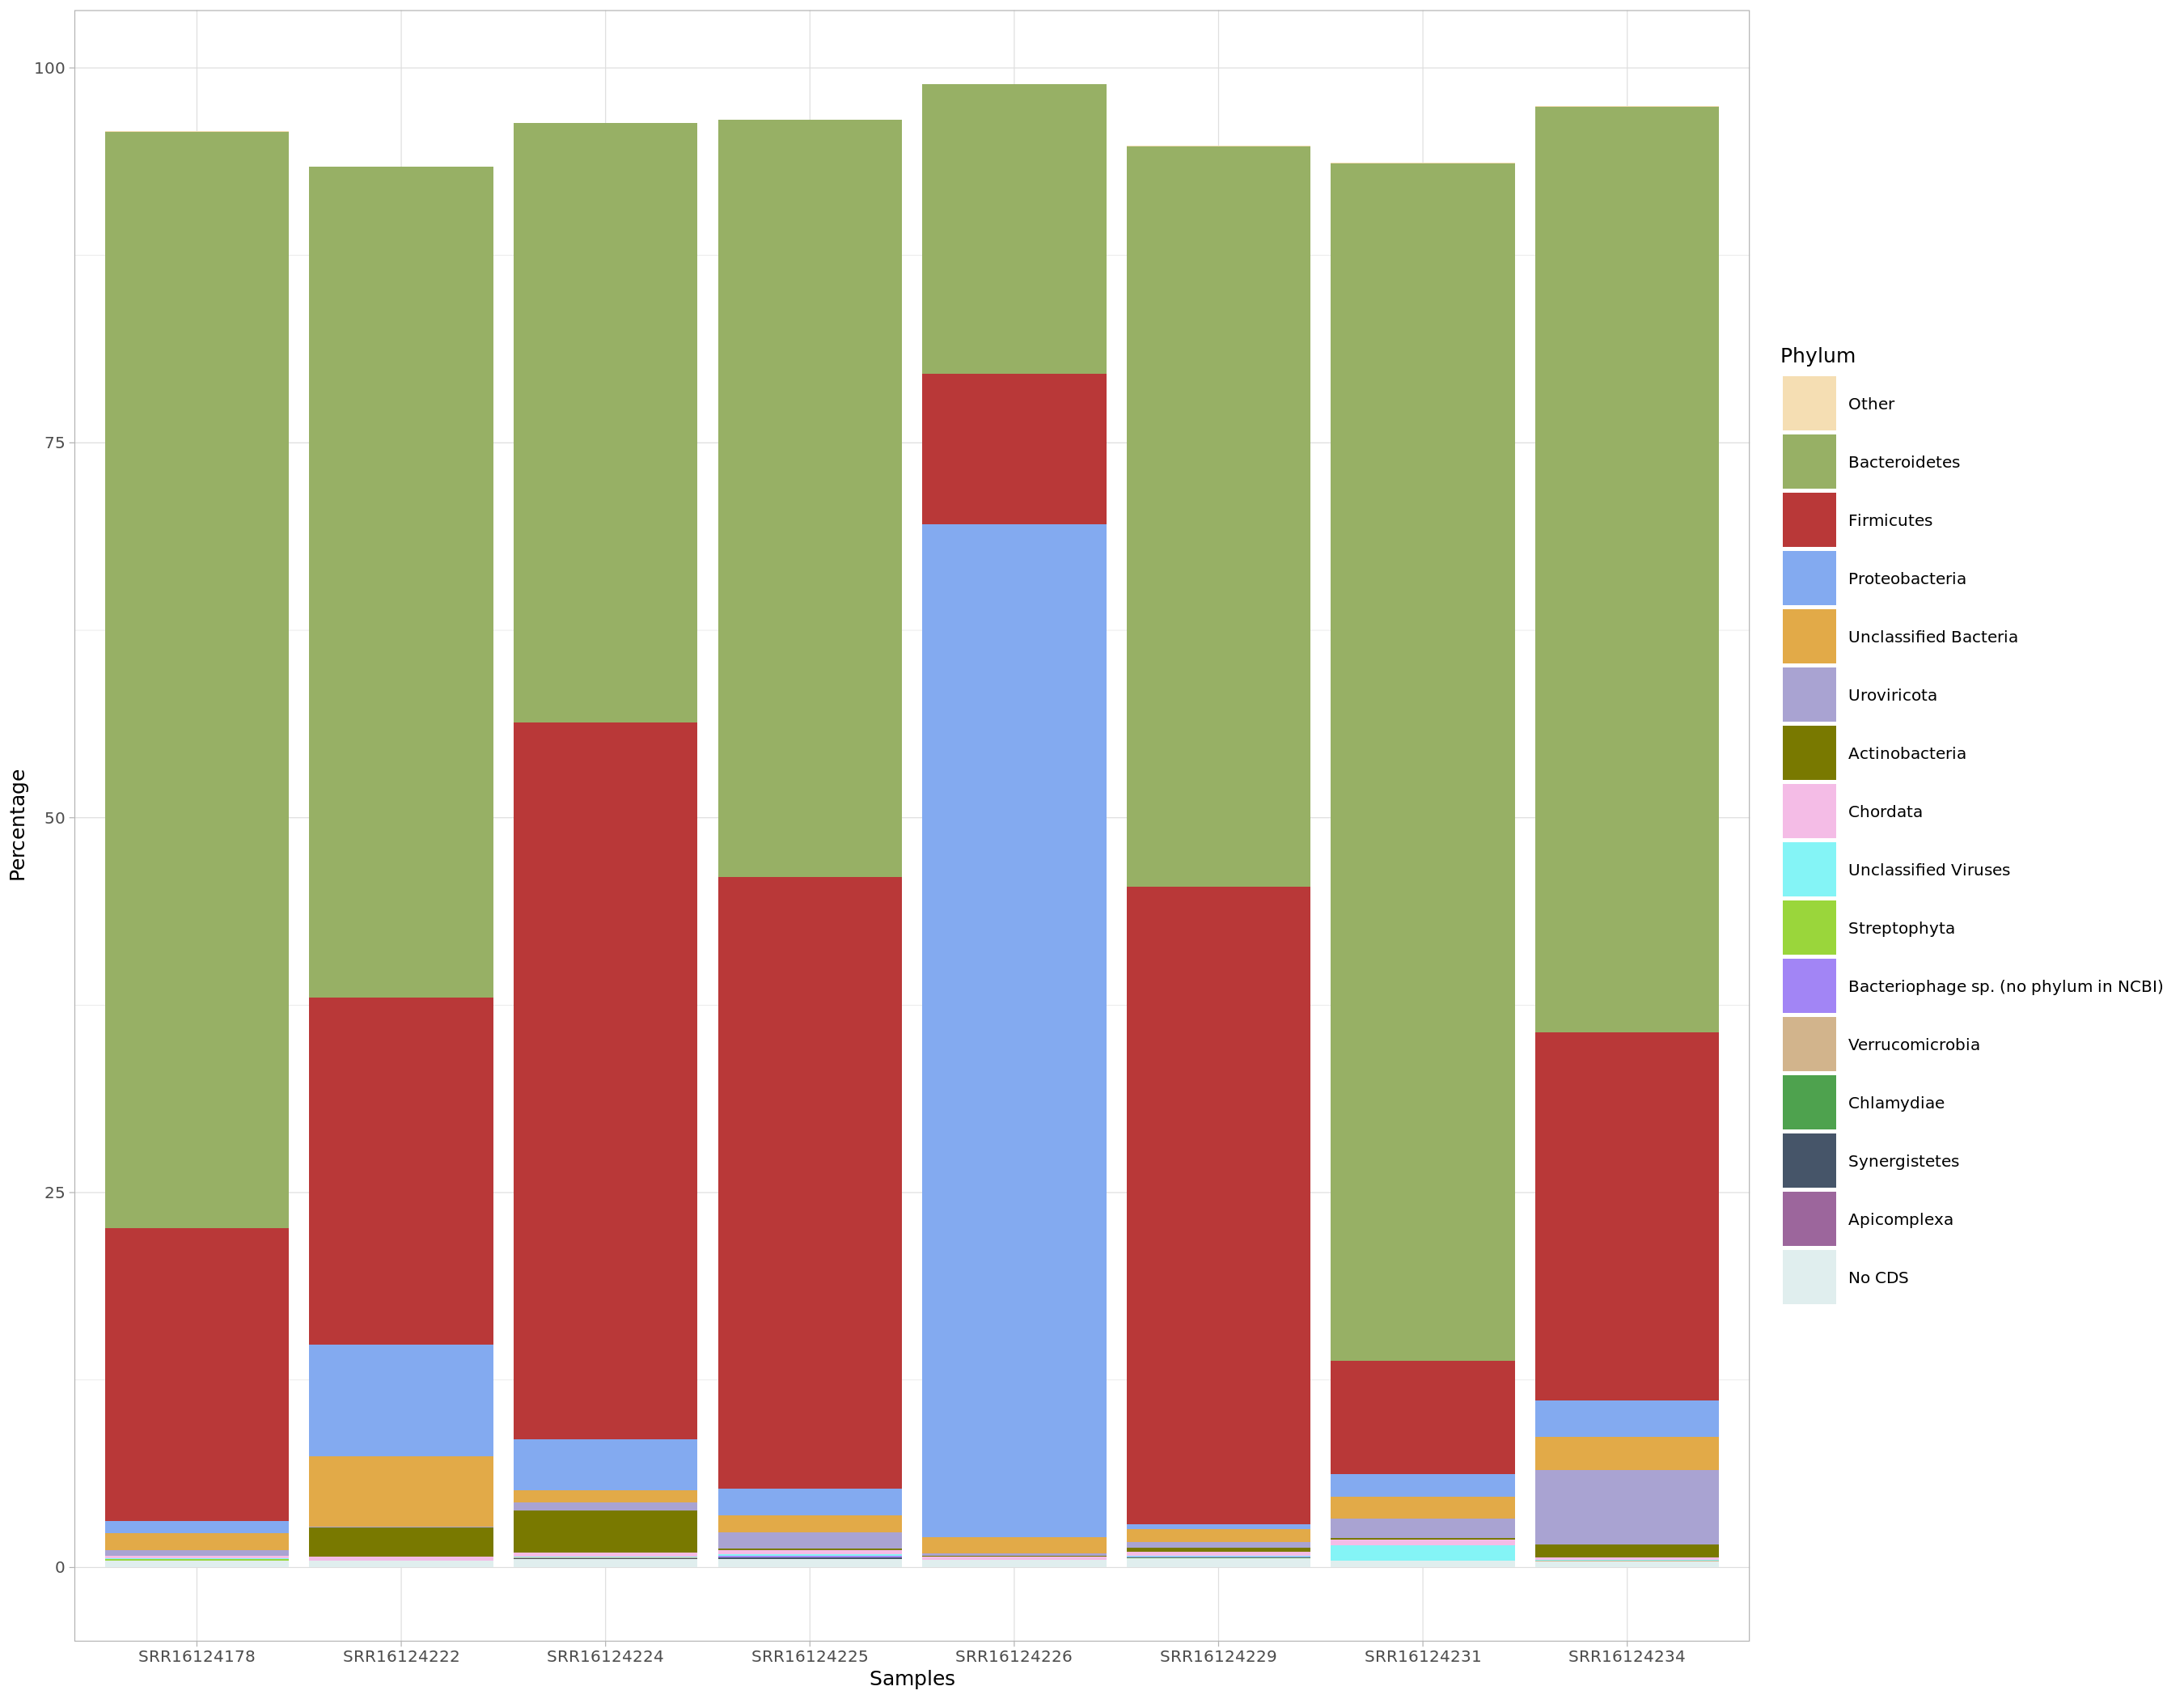 100
75
50
25
0
Percentage
SRR16124178
SRR16124222
SRR16124224
SRR16124225
SRR16124226
SRR16124229
SRR16124231
SRR16124234
Samples
Phylum
Other
Bacteroidetes
Firmicutes
Proteobacteria
Unclassified Bacteria
Uroviricota
Actinobacteria
Chordata
Unclassified Viruses
Streptophyta
Bacteriophage sp. (no phylum in NCBI)
Verrucomicrobia
Chlamydiae
Synergistetes
Apicomplexa
No CDS